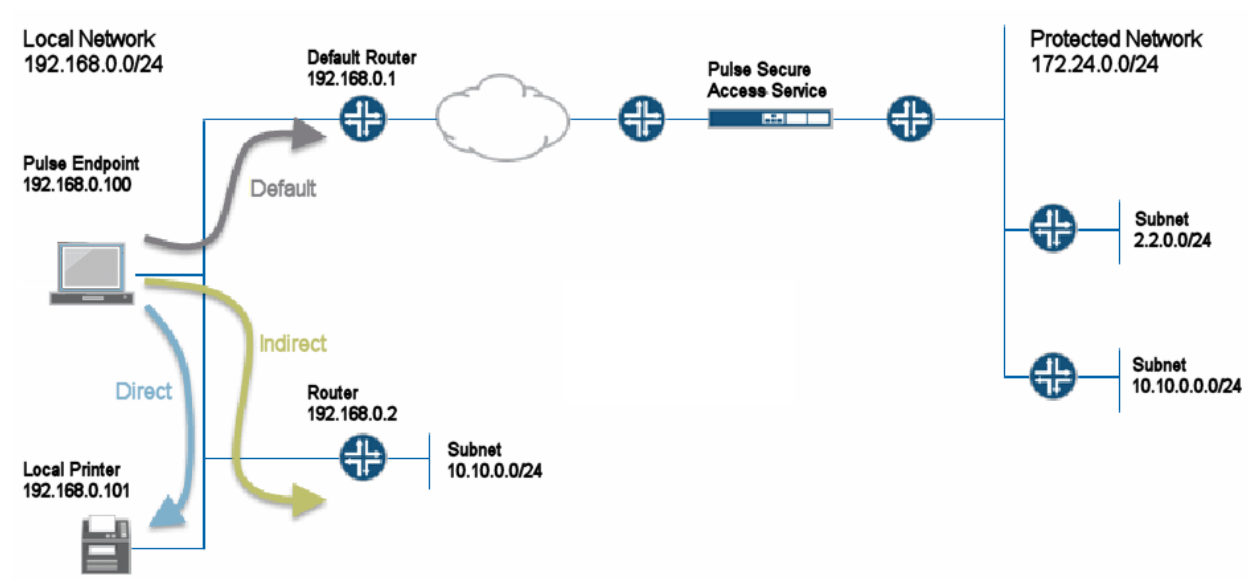 Local Network
192.168.0.0/24
Default Router
192.168.0.1
Pulse Secure
Access Service
Protected Network
172.24.0.0/24
Pulse Endpoint
192.168.0.100
Default
Subnet
2.2.0.0/24
Indirect
Direct
Router
192.168.0.2
Subnet
10.10.0.0.0/24
Subnet
10.10.0.0/24
Local Printer
192.168.0.101